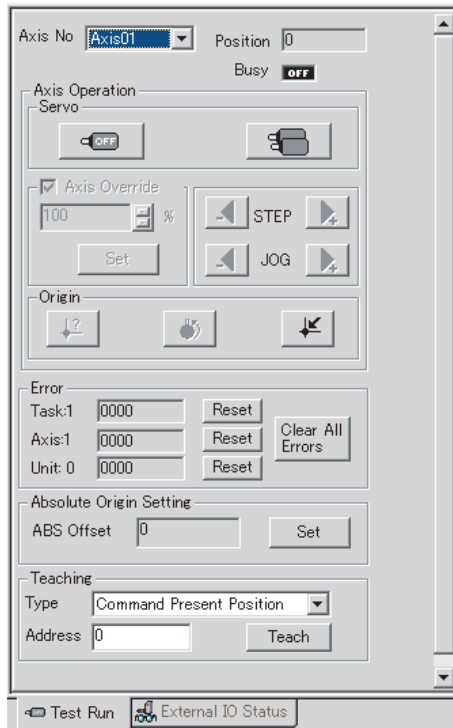 Axis No Axis01 Position 0
Busy OFF
Axis Operation
Servo
OFF
Axis Override
100 %
Set
STEP
JOG
Origin
?
Error
Task:1 0000 Reset
Axis:1 0000 Reset
Unit: 0 0000 Reset
Clear All
Errors
Absolute Origin Setting
ABS Offset 0 Set
Teaching
Type Command Present Position
Address 0 Teach
Test Run External IO Status